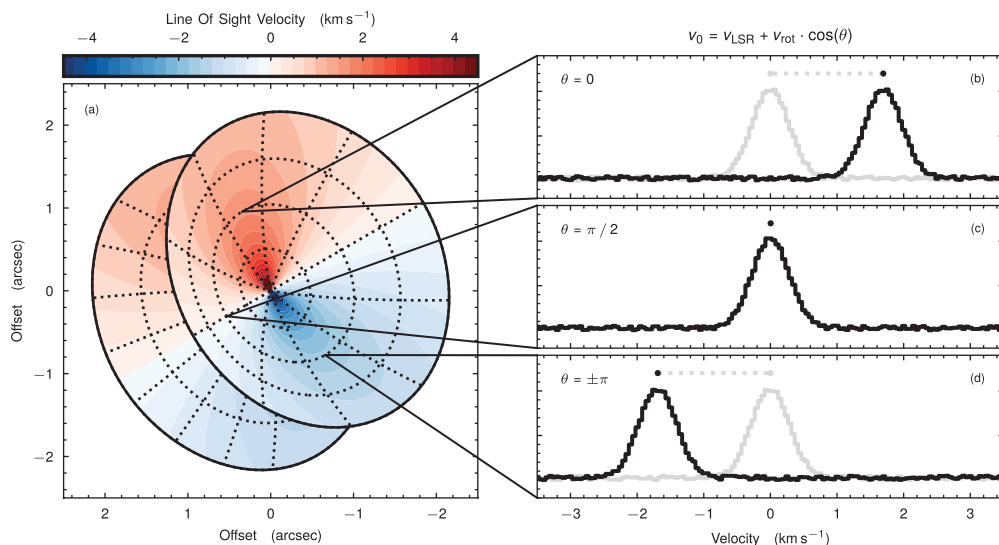 Line Of Sight Velocity (km s⁻¹)
−4 −2 0 2 4
(a)
2
1
0
−1
−2
Offset (arcsec)
2 1 0 −1 −2
Offset (arcsec)
v₀ = v_LSR + v_rot · cos(θ)
θ = 0 (b)
θ = π / 2 (c)
θ = ±π (d)
−3 −2 −1 0 1 2 3
Velocity (km s⁻¹)